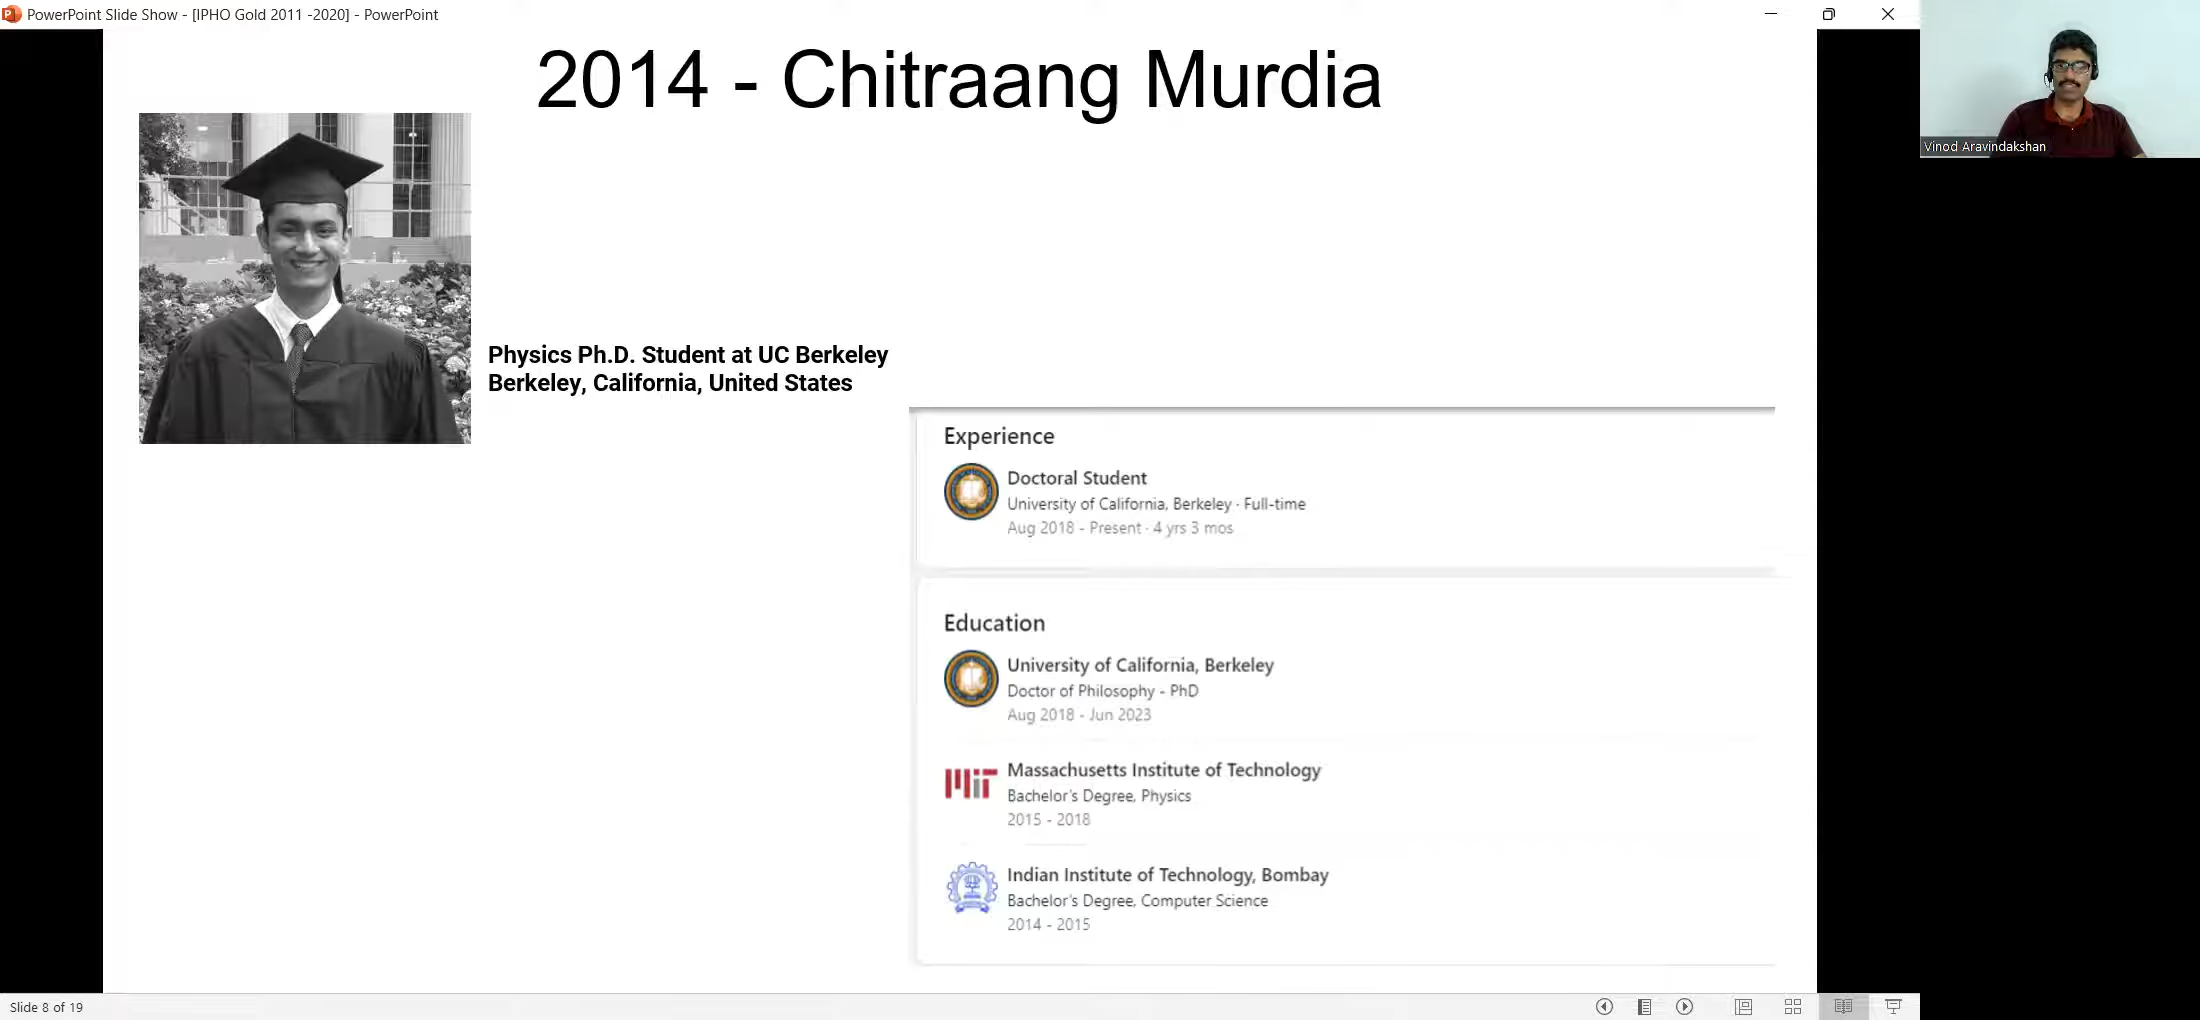 PowerPoint Slide Show - [IPHO Gold 2011 -2020] - PowerPoint
2014 - Chitraang Murdia
Vinod Aravindakshan
Physics Ph.D. Student at UC Berkeley
Berkeley, California, United States
Experience
Doctoral Student
University of California, Berkeley · Full-time
Aug 2018 - Present · 4 yrs 3 mos
Education
University of California, Berkeley
Doctor of Philosophy - PhD
Aug 2018 - Jun 2023
MIT
Massachusetts Institute of Technology
Bachelor's Degree, Physics
2015 - 2018
Indian Institute of Technology, Bombay
Bachelor's Degree, Computer Science
2014 - 2015
Slide 8 of 19